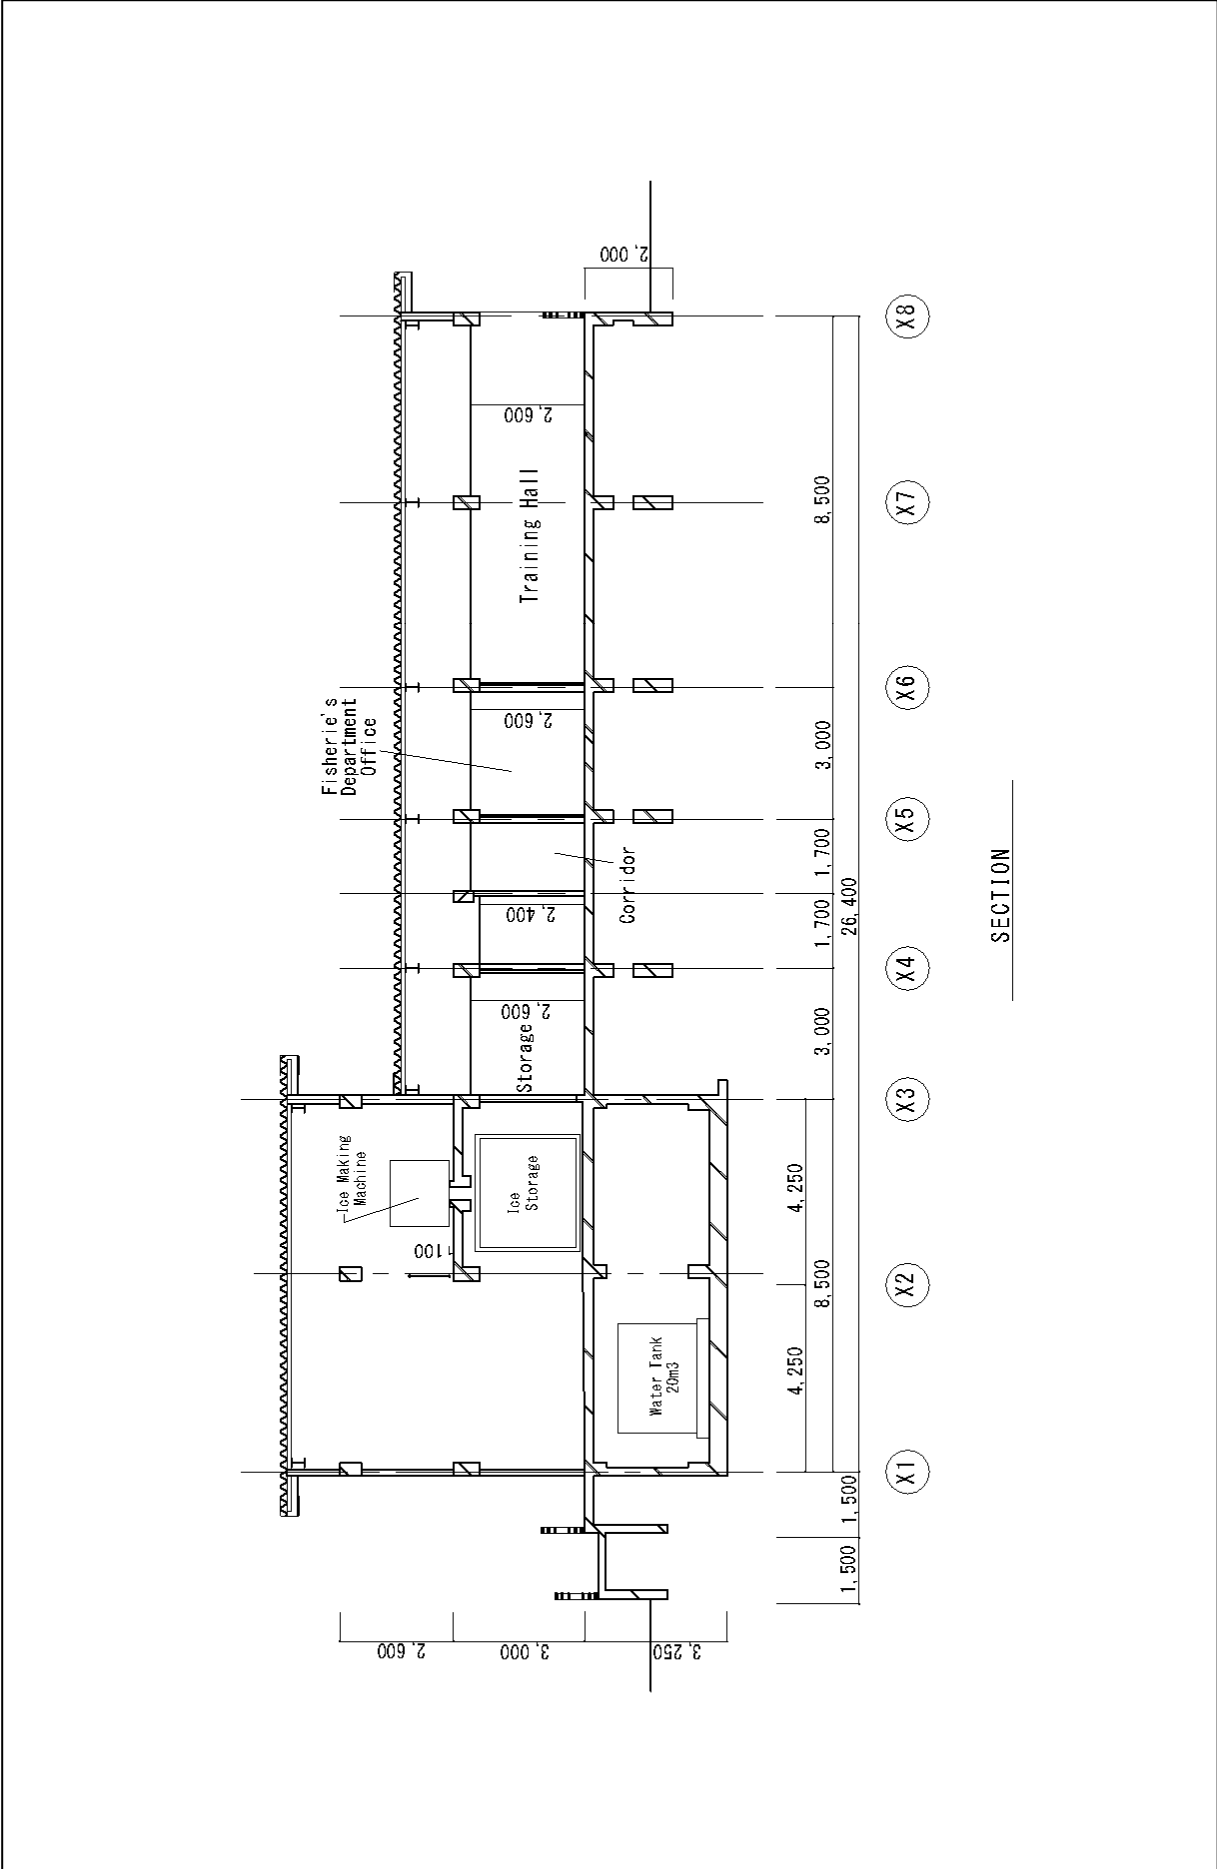 2,600
3,000
3,250
1,100
Ice Making
Machine
Ice
Storage
Water Tank
20m3
Storage
2,600
2,400
Corridor
Fisherie's
Department
Office
2,600
Training Hall
2,600
2,000
4,250
4,250
8,500
3,000
1,700
1,700
3,000
8,500
1,500
1,500
26,400
X1
X2
X3
X4
X5
X6
X7
X8
SECTION